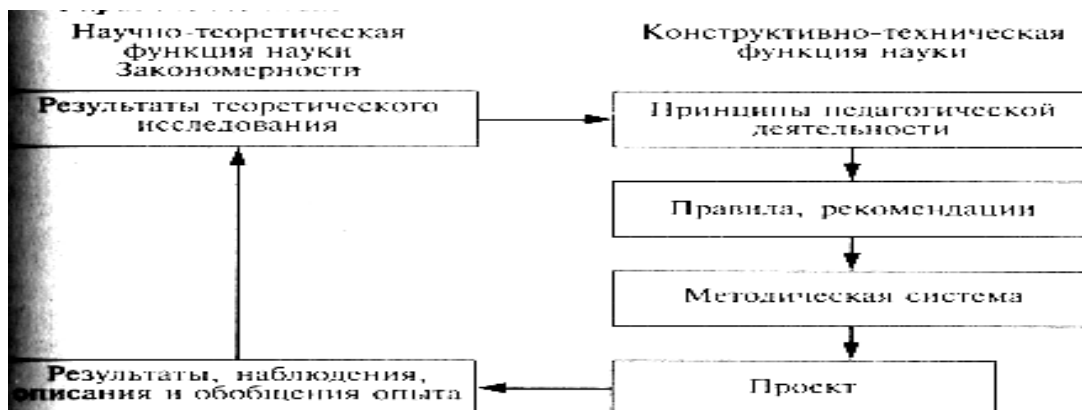 Научно-теоретическая
функция науки
Закономерности
Конструктивно-техническая
функция науки
Результаты теоретического
исследования
Принципы педагогической
деятельности
Правила, рекомендации
Методическая система
Результаты, наблюдения,
описания и обобщения опыта
Проект